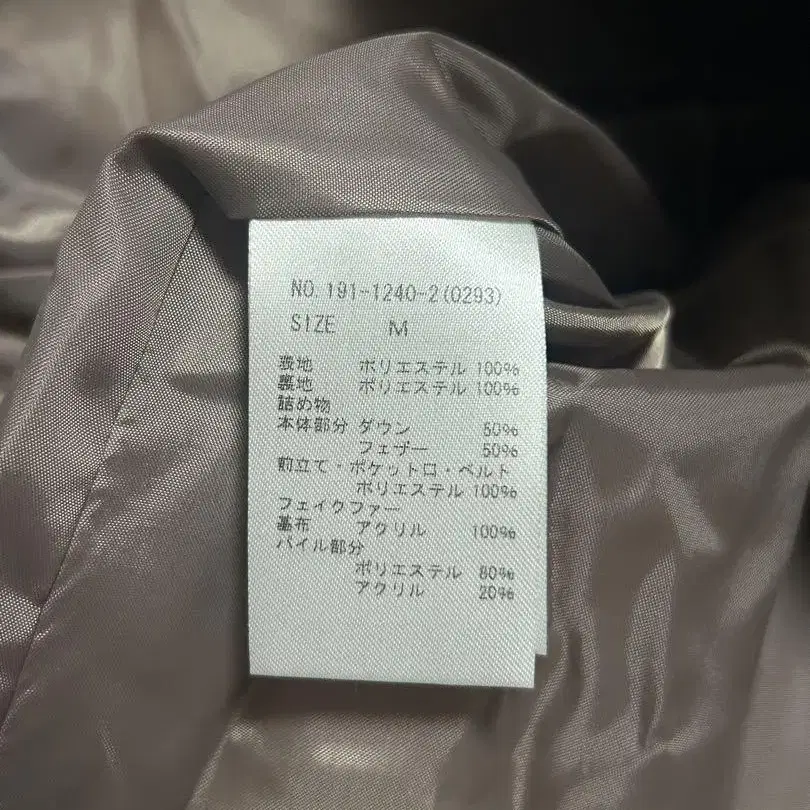 NO. 191-1240-2(0293)
SIZE M
表地 ポリエステル 100%
裏地 ポリエステル 100%
詰め物
本体部分 ダウン 50%
フェザー 50%
前立て・ポケット口・ベルト
ポリエステル 100%
フェイクファー
基布 アクリル 100%
パイル部分
ポリエステル 80%
アクリル 20%